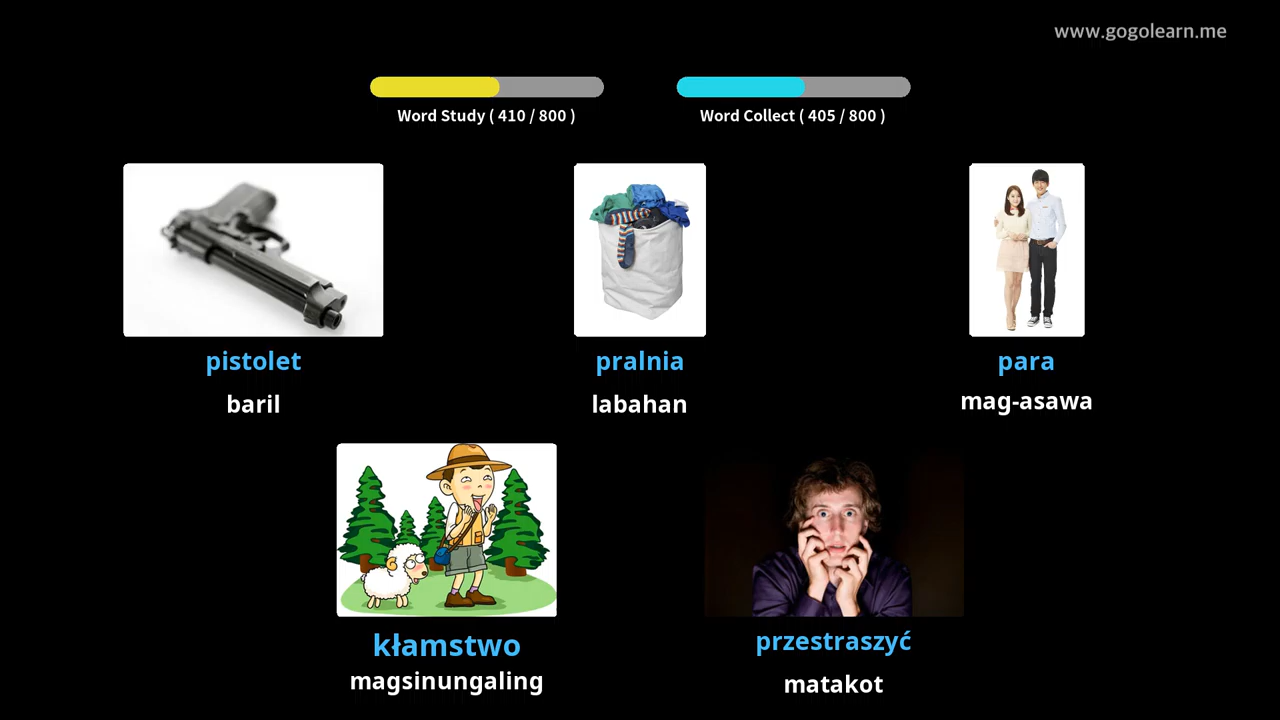 www.gogolearn.me
Word Study ( 410 / 800 )
Word Collect ( 405 / 800 )
pistolet
baril
pralnia
labahan
para
mag-asawa
kłamstwo
magsinungaling
przestraszyć
matakot